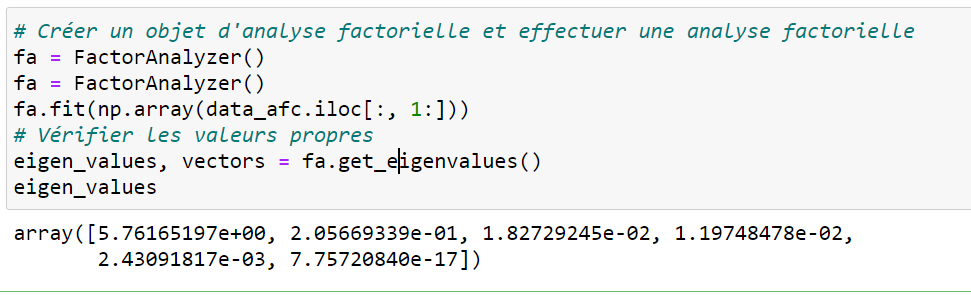 # Créer un objet d'analyse factorielle et effectuer une analyse factorielle
fa = FactorAnalyzer()
fa = FactorAnalyzer()
fa.fit(np.array(data_afc.iloc[:, 1:]))
# Vérifier les valeurs propres
eigen_values, vectors = fa.get_eigenvalues()
eigen_values
array([5.76165197e+00, 2.05669339e-01, 1.82729245e-02, 1.19748478e-02,
2.43091817e-03, 7.75720840e-17])